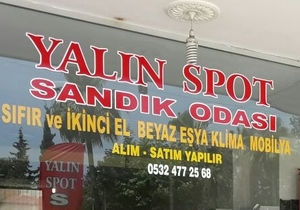 YALIN SPOT
SANDIK ODASI
SIFIR ve İKİNCİ EL BEYAZ EŞYA KLİMA MOBİLYA
ALIM - SATIM YAPILIR
0532 477 25 68
YALIN
SPOT